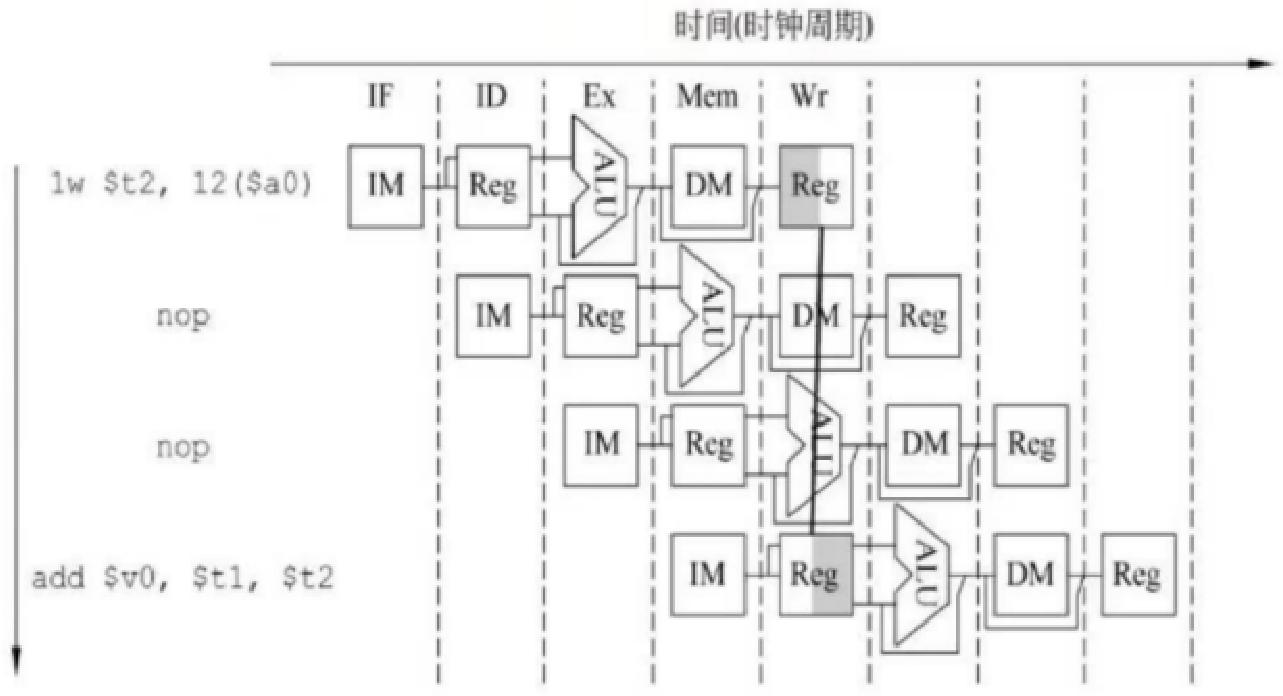 时间(时钟周期)
IF ID Ex Mem Wr
lw $t2, 12($a0) IM Reg ALU DM Reg
nop IM Reg ALU DM Reg
nop IM Reg ALU DM Reg
add $v0, $t1, $t2 IM Reg ALU DM Reg